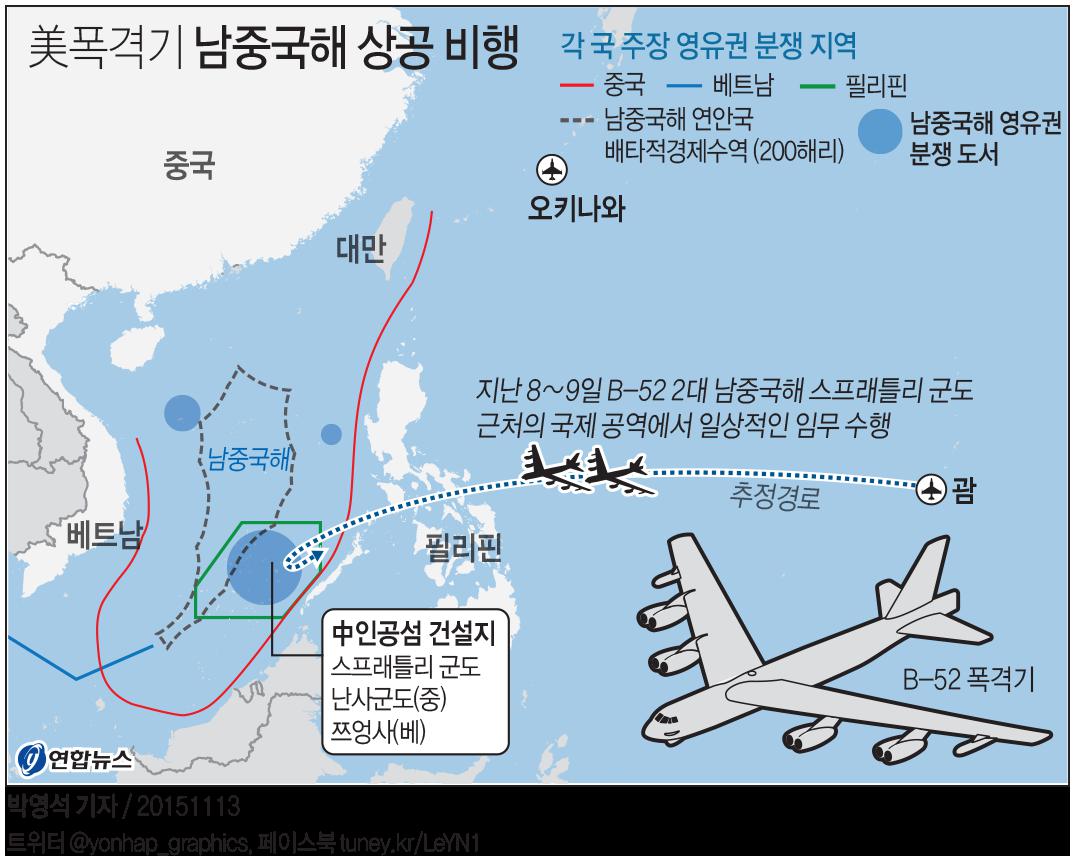 美폭격기 남중국해 상공 비행
각 국 주장 영유권 분쟁 지역
중국
베트남
필리핀
남중국해 연안국
배타적경제수역 (200해리)
남중국해 영유권
분쟁 도서
중국
오키나와
대만
지난 8~9일 B-52 2대 남중국해 스프래틀리 군도
근처의 국제 공역에서 일상적인 임무 수행
남중국해
추정경로
괌
베트남
필리핀
中인공섬 건설지
스프래틀리 군도
난사군도(중)
쯔엉사(베)
B-52 폭격기
연합뉴스
박영석 기자 / 20151113
트위터 @yonhap_graphics, 페이스북 tuney.kr/LeYN1